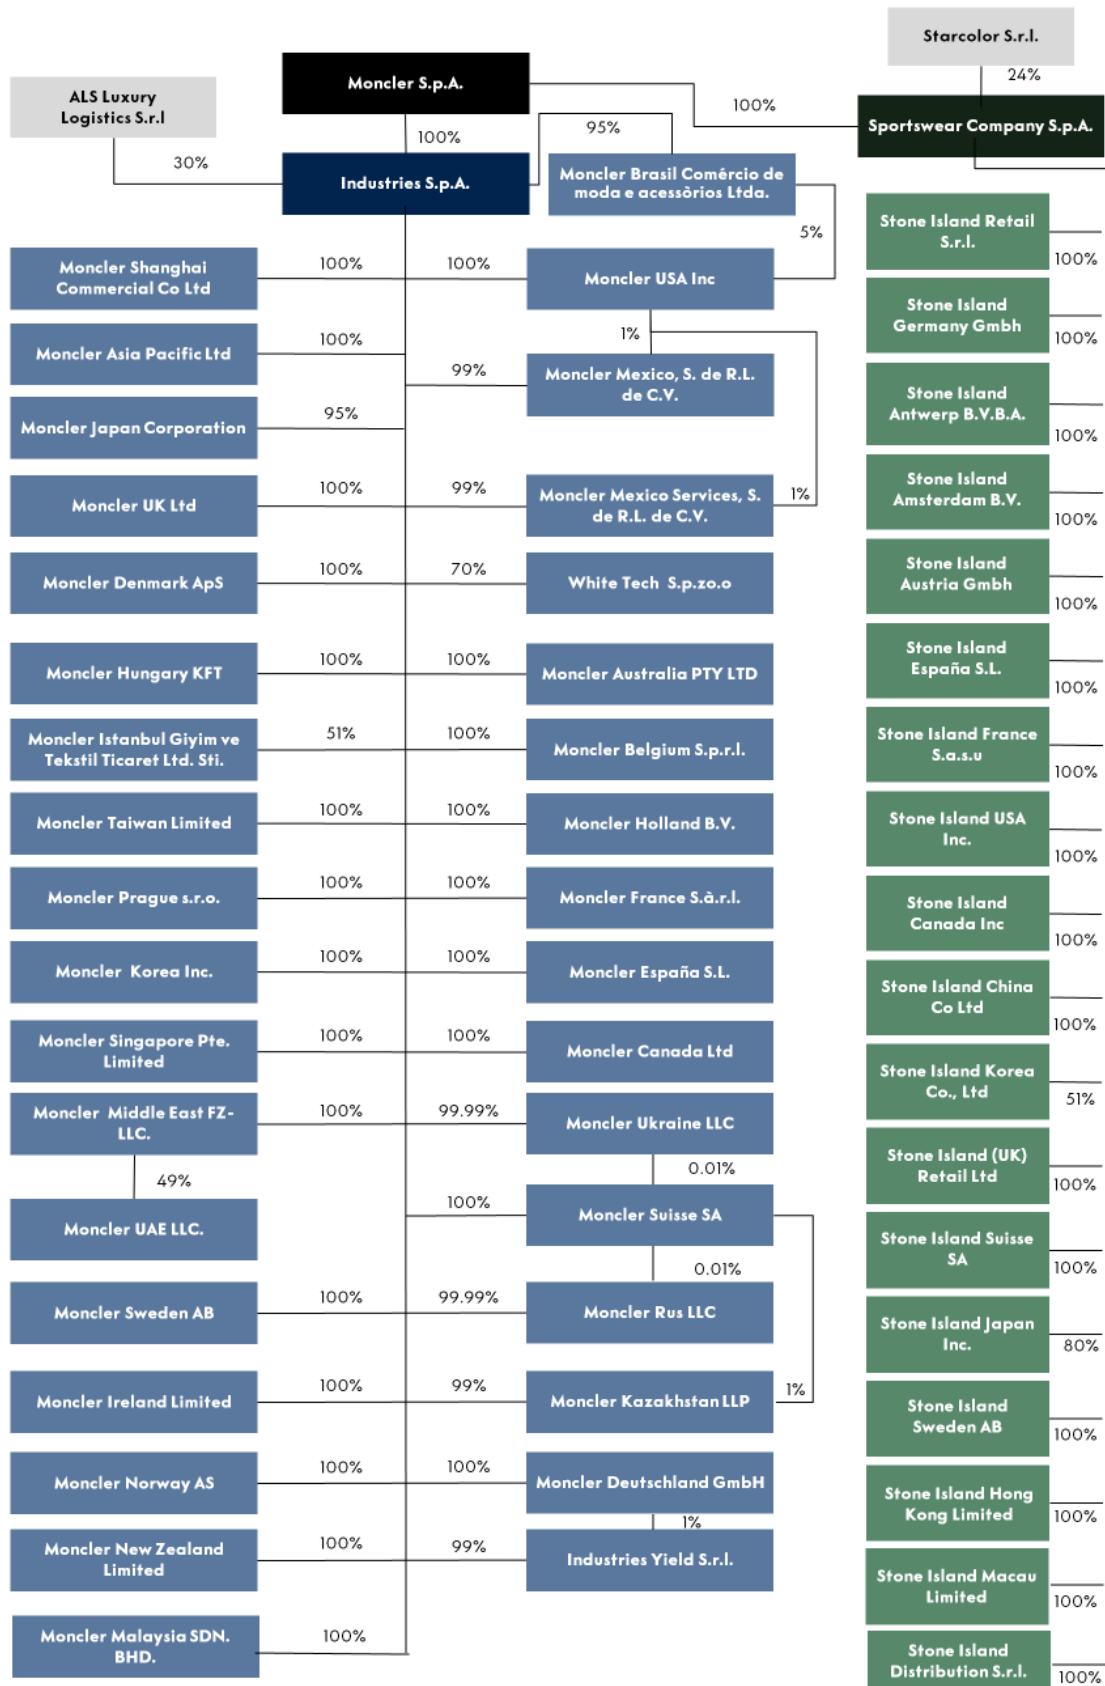 Starcolor S.r.l.
24%
Moncler S.p.A.
ALS Luxury
Logistics S.r.l
100%
95%
100%
Sportswear Company S.p.A.
30%
Industries S.p.A.
Moncler Brasil Comércio de
moda e acessòrios Ltda.
5%
Moncler Shanghai
Commercial Co Ltd
100%
100%
Moncler USA Inc
Moncler Asia Pacific Ltd
100%
1%
99%
Moncler Mexico, S. de R.L.
de C.V.
Moncler Japan Corporation
95%
Moncler UK Ltd
100%
99%
Moncler Mexico Services, S.
de R.L. de C.V.
1%
Moncler Denmark ApS
100%
70%
White Tech S.p.zo.o
Moncler Hungary KFT
100%
100%
Moncler Australia PTY LTD
Moncler Istanbul Giyim ve
Tekstil Ticaret Ltd. Sti.
51%
100%
Moncler Belgium S.p.r.l.
Moncler Taiwan Limited
100%
100%
Moncler Holland B.V.
Moncler Prague s.r.o.
100%
100%
Moncler France S.à.r.l.
Moncler Korea Inc.
100%
100%
Moncler España S.L.
Moncler Singapore Pte.
Limited
100%
100%
Moncler Canada Ltd
Moncler Middle East FZ-
LLC.
100%
99.99%
Moncler Ukraine LLC
49%
0.01%
Moncler UAE LLC.
100%
Moncler Suisse SA
0.01%
Moncler Sweden AB
100%
99.99%
Moncler Rus LLC
Moncler Ireland Limited
100%
99%
Moncler Kazakhstan LLP
1%
Moncler Norway AS
100%
100%
Moncler Deutschland GmbH
1%
Moncler New Zealand
Limited
100%
99%
Industries Yield S.r.l.
Moncler Malaysia SDN.
BHD.
100%
Stone Island Retail
S.r.l.
100%
Stone Island
Germany Gmbh
100%
Stone Island
Antwerp B.V.B.A.
100%
Stone Island
Amsterdam B.V.
100%
Stone Island
Austria Gmbh
100%
Stone Island
España S.L.
100%
Stone Island France
S.a.s.u
100%
Stone Island USA
Inc.
100%
Stone Island
Canada Inc
100%
Stone Island China
Co Ltd
100%
Stone Island Korea
Co., Ltd
51%
Stone Island (UK)
Retail Ltd
100%
Stone Island Suisse
SA
100%
Stone Island Japan
Inc.
80%
Stone Island
Sweden AB
100%
Stone Island Hong
Kong Limited
100%
Stone Island Macau
Limited
100%
Stone Island
Distribution S.r.l.
100%